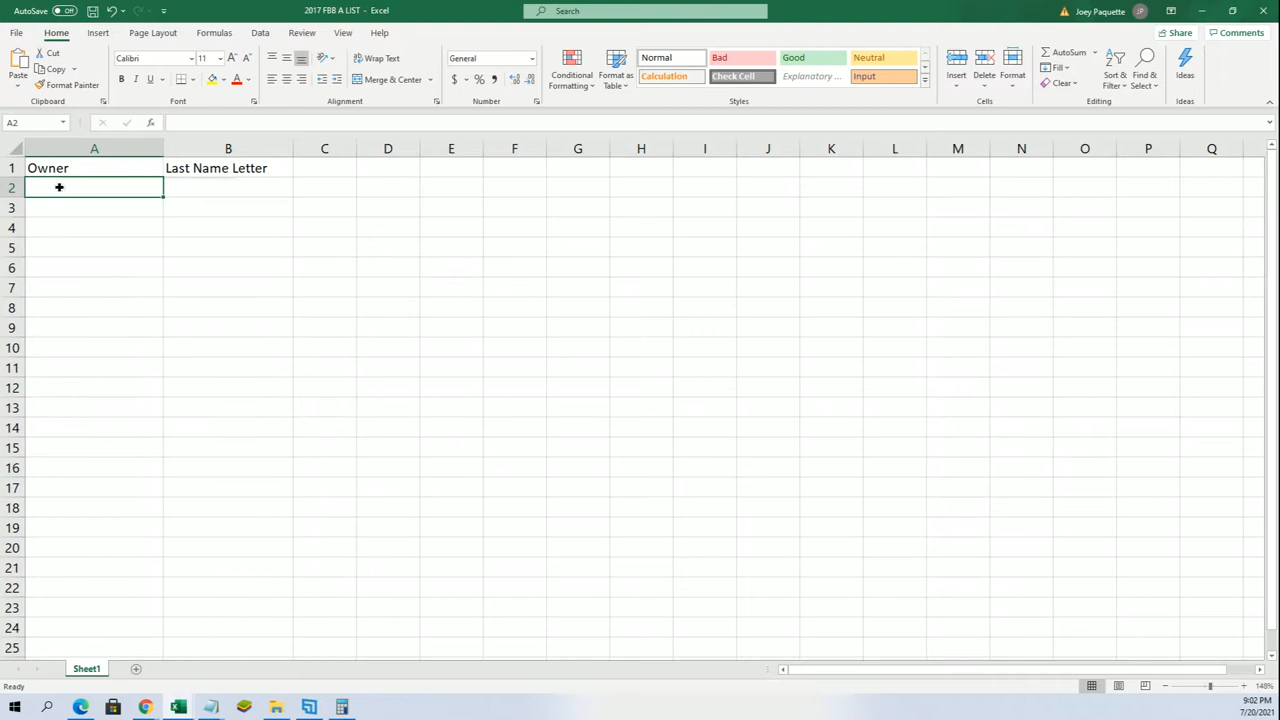 AutoSave Off 2017 FBB A LIST - Excel Search Joey Paquette JP
File Home Insert Page Layout Formulas Data Review View Help Share Comments
Paste Cut Copy Format Painter Clipboard
Calibri 11 A A B I U A Font
ab Wrap Text Merge & Center Alignment
General $ % , Number
Conditional Formatting Format as Table Normal Bad Good Neutral Calculation Check Cell Explanatory ... Input Styles
Insert Delete Format Cells
AutoSum Fill Clear Sort & Filter Find & Select Editing
Ideas Ideas
A2 fx
A B C D E F G H I J K L M N O P Q
1 Owner Last Name Letter
2
3
4
5
6
7
8
9
10
11
12
13
14
15
16
17
18
19
20
21
22
23
24
25
Sheet1
Ready 148%
9:02 PM
7/20/2021